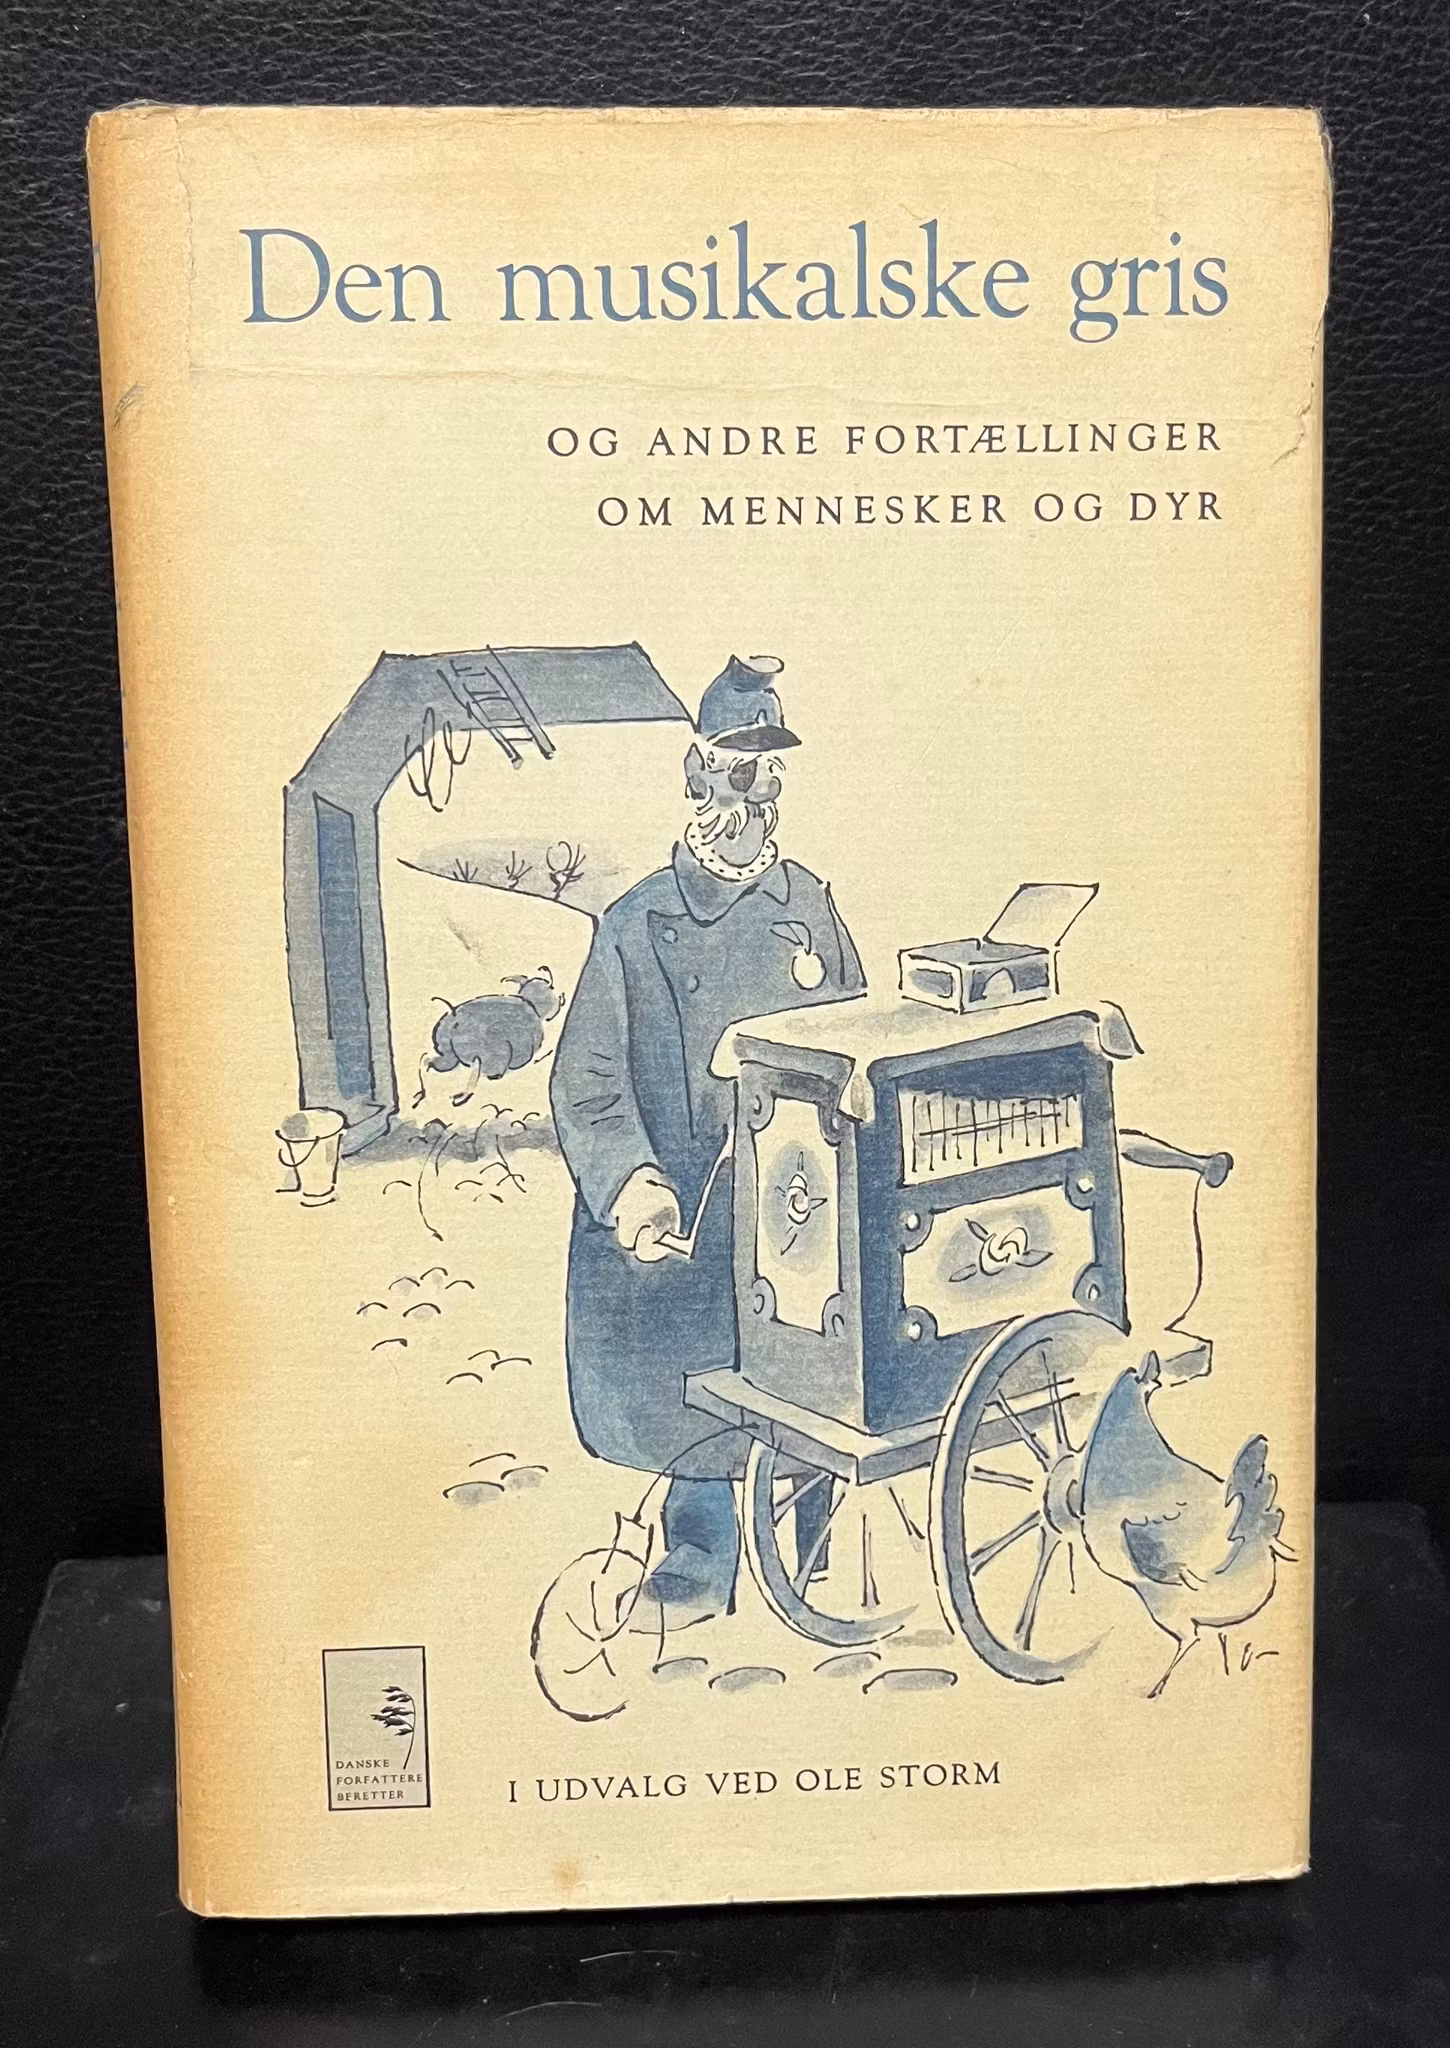 Den musikalske gris
OG ANDRE FORTÆLLINGER
OM MENNESKER OG DYR
DANSKE
FORFATTERE
BERETTER
I UDVALG VED OLE STORM